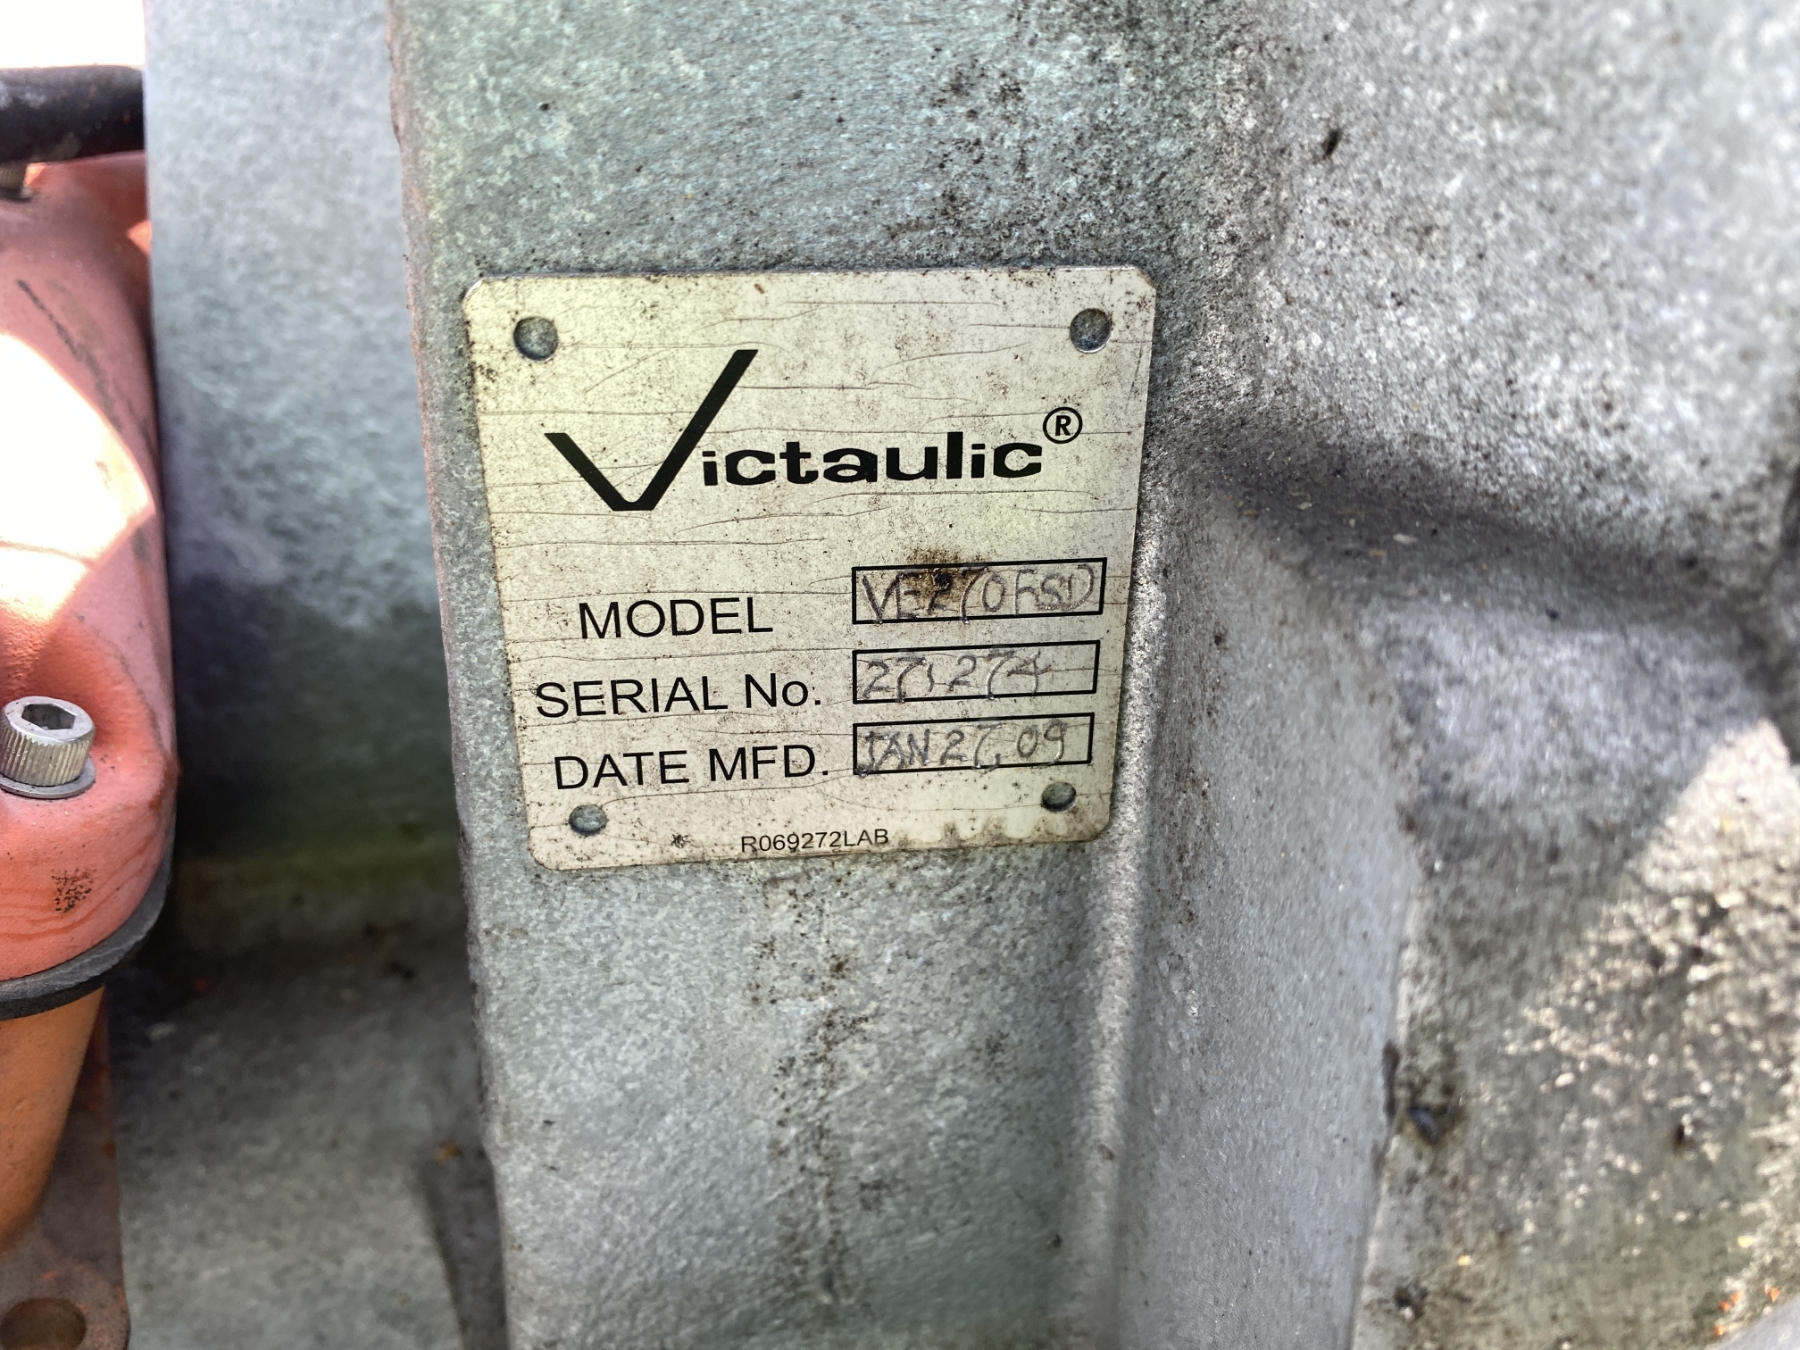 Victaulic®
MODEL VE270FSD
SERIAL No. 271274
DATE MFD. JAN 27, 09
R069272LAB